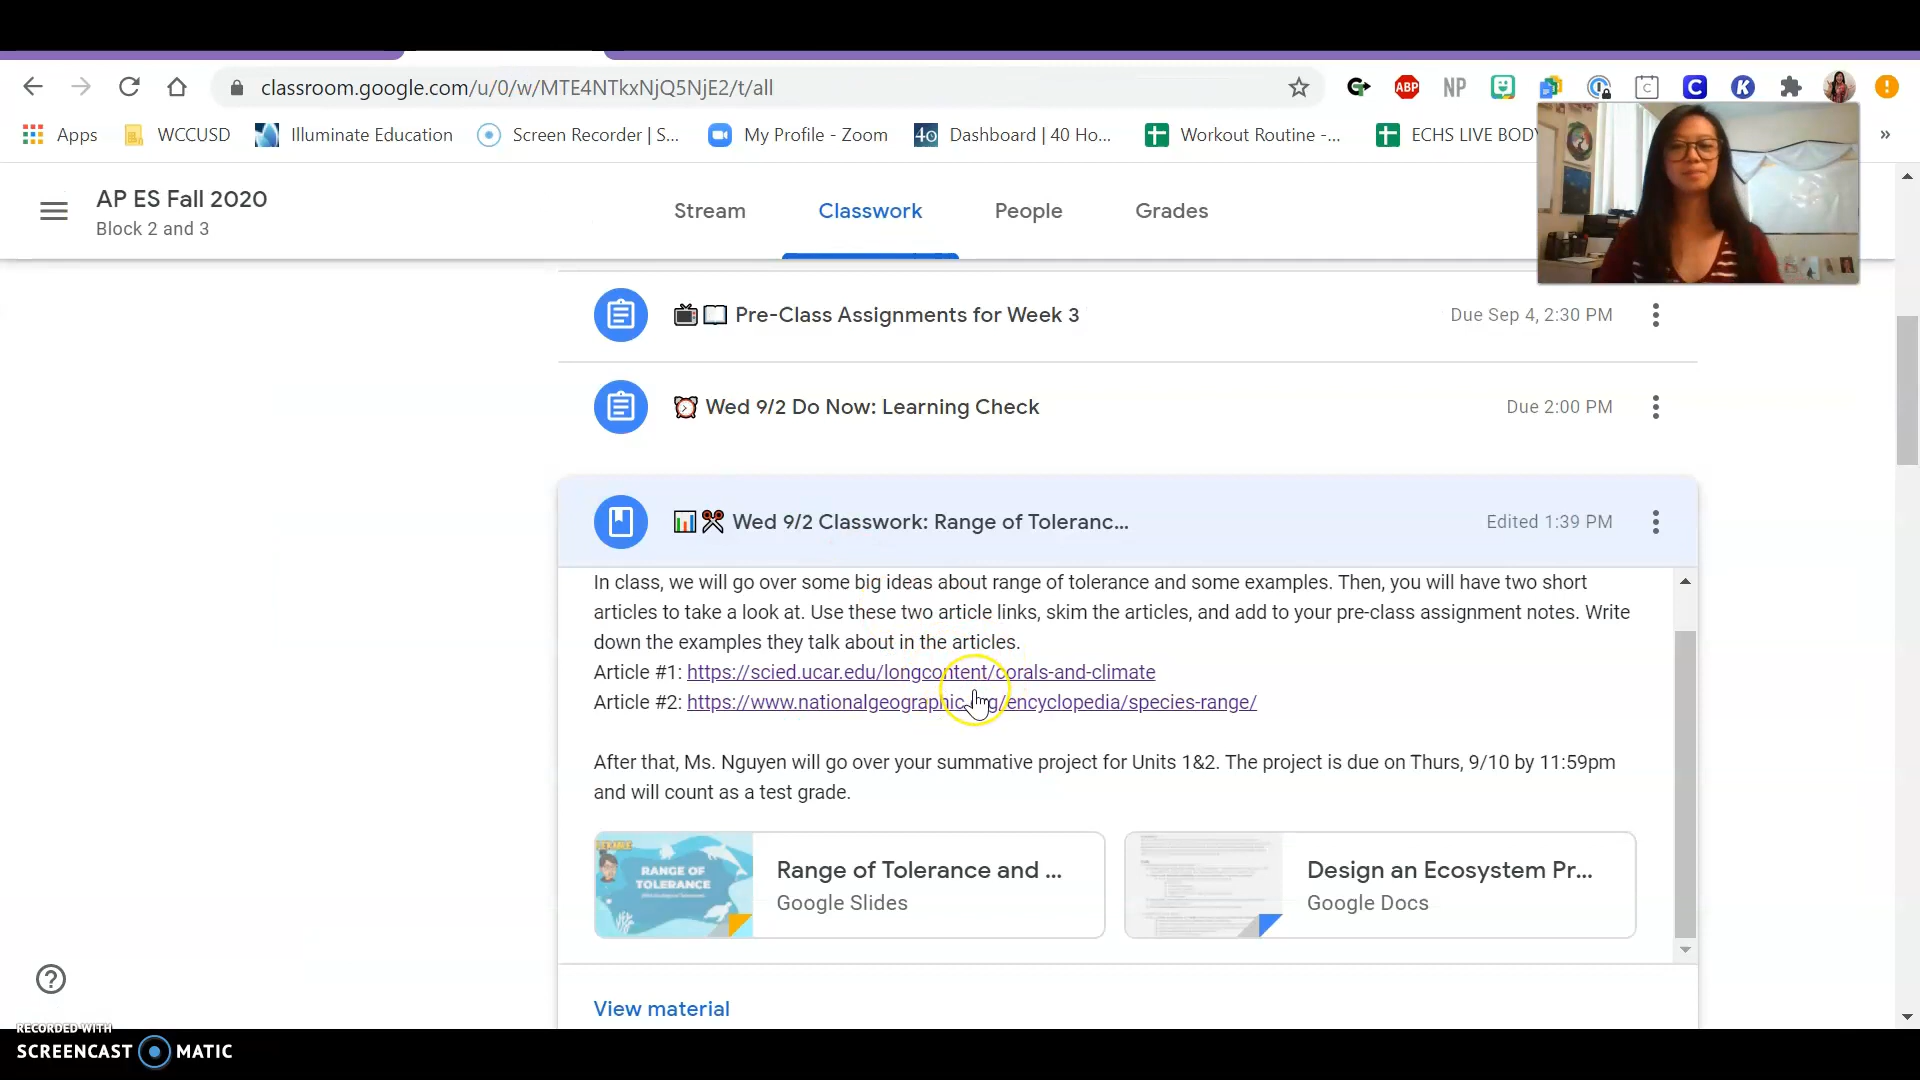 classroom.google.com/u/0/w/MTE4NTkxNjQ5NjE2/t/all
ABP NP C C K
Apps WCCUSD Illuminate Education Screen Recorder | S... My Profile - Zoom 40 Dashboard | 40 Ho... Workout Routine -... ECHS LIVE BODY »
AP ES Fall 2020
Block 2 and 3
Stream Classwork People Grades
Pre-Class Assignments for Week 3 Due Sep 4, 2:30 PM
Wed 9/2 Do Now: Learning Check Due 2:00 PM
Wed 9/2 Classwork: Range of Toleranc... Edited 1:39 PM
In class, we will go over some big ideas about range of tolerance and some examples. Then, you will have two short
articles to take a look at. Use these two article links, skim the articles, and add to your pre-class assignment notes. Write
down the examples they talk about in the articles.
Article #1: https://scied.ucar.edu/longcontent/corals-and-climate
Article #2: https://www.nationalgeographic.org/encyclopedia/species-range/
After that, Ms. Nguyen will go over your summative project for Units 1&2. The project is due on Thurs, 9/10 by 11:59pm
and will count as a test grade.
RANGE OF
TOLERANCE
Range of Tolerance and ...
Google Slides
Design an Ecosystem Pr...
Google Docs
View material
RECORDED WITH
SCREENCAST MATIC